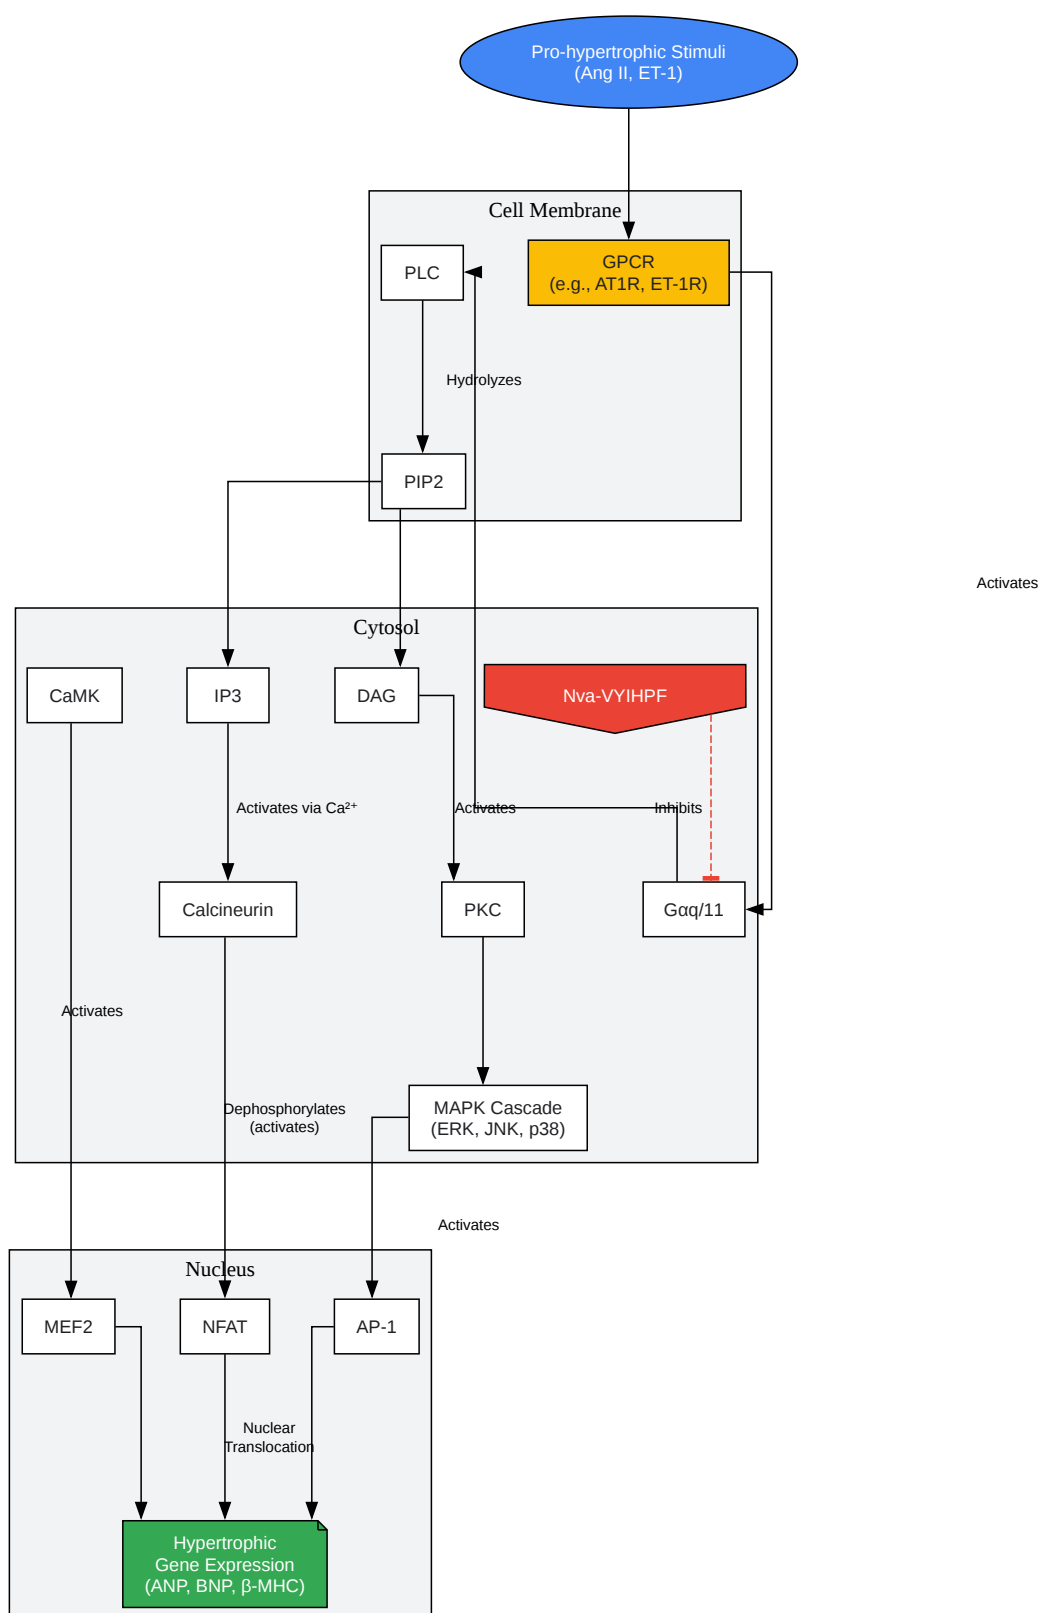 Pro-hypertrophic Stimuli
(Ang II, ET-1)
Cell Membrane
PLC
GPCR
(e.g., AT1R, ET-1R)
Hydrolyzes
PIP2
Activates
Cytosol
CaMK
IP3
DAG
Nva-VYIHPF
Activates via Ca²⁺
Activates
Inhibits
Calcineurin
PKC
Gαq/11
Activates
Dephosphorylates
(activates)
MAPK Cascade
(ERK, JNK, p38)
Activates
Nucleus
MEF2
NFAT
AP-1
Nuclear
Translocation
Hypertrophic
Gene Expression
(ANP, BNP, β-MHC)